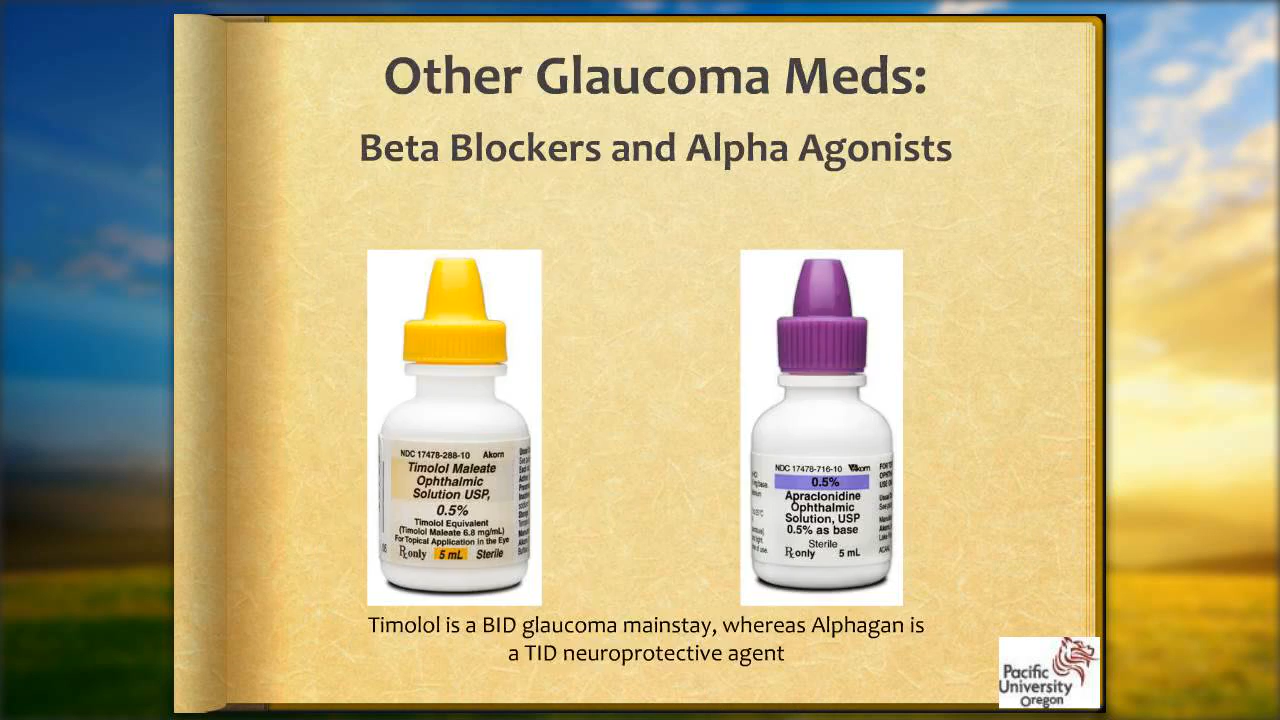 Other Glaucoma Meds:
Beta Blockers and Alpha Agonists
NDC 17478-288-10 Akorn
Timolol Maleate
Ophthalmic
Solution USP,
0.5%
Timolol Equivalent
(Timolol Maleate 6.8 mg/mL)
For Topical Application in the Eye
Rx only 5 mL Sterile
NDC 17478-716-10 Akorn
0.5%
Apraclonidine
Ophthalmic
Solution, USP
0.5% as base
Sterile
Rx only 5 mL
Timolol is a BID glaucoma mainstay, whereas Alphagan is
a TID neuroprotective agent
Pacific
University
Oregon